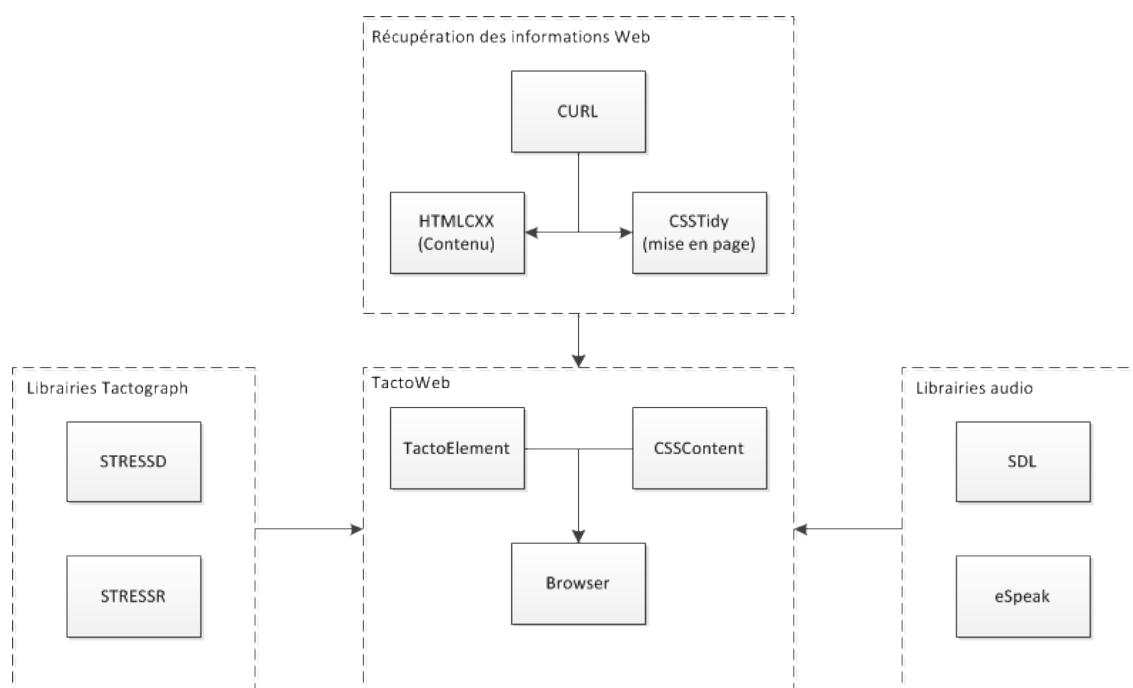 Récupération des informations Web
CURL
HTMLCXX
(Contenu)
CSSTidy
(mise en page)
Librairies Tactograph
STRESSD
STRESSR
TactoWeb
TactoElement
CSSContent
Browser
Librairies audio
SDL
eSpeak